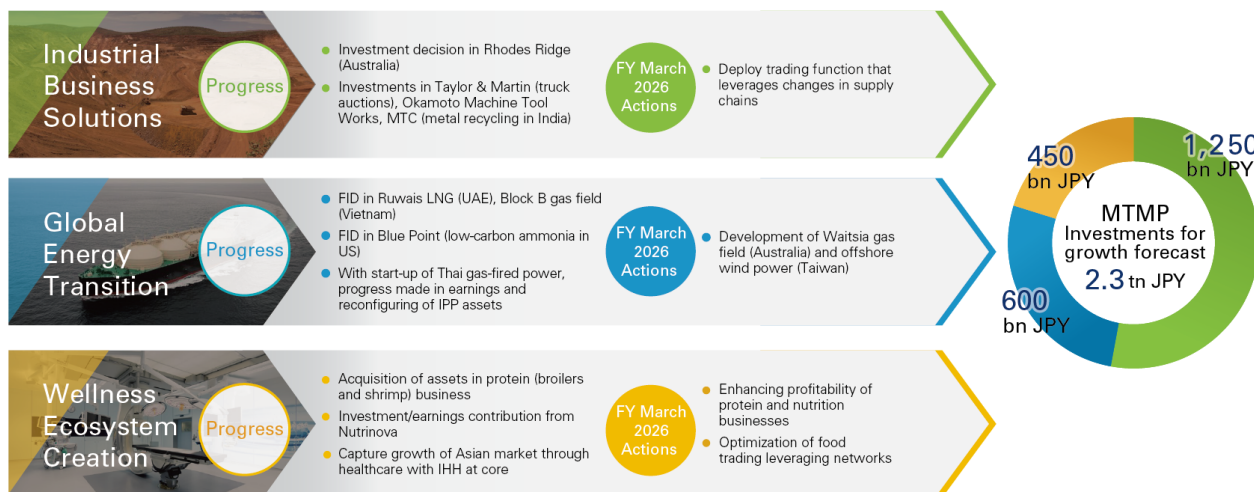 Industrial
Business
Solutions
Progress
Investment decision in Rhodes Ridge
(Australia)
Investments in Taylor & Martin (truck
auctions), Okamoto Machine Tool
Works, MTC (metal recycling in India)
FY March
2026
Actions
Deploy trading function that
leverages changes in supply
chains
Global
Energy
Transition
Progress
FID in Ruwais LNG (UAE), Block B gas field
(Vietnam)
FID in Blue Point (low-carbon ammonia in
US)
With start-up of Thai gas-fired power,
progress made in earnings and
reconfiguring of IPP assets
FY March
2026
Actions
Development of Waitsia gas
field (Australia) and offshore
wind power (Taiwan)
Wellness
Ecosystem
Creation
Progress
Acquisition of assets in protein (broilers
and shrimp) business
Investment/earnings contribution from
Nutrinova
Capture growth of Asian market through
healthcare with IHH at core
FY March
2026
Actions
Enhancing profitability of
protein and nutrition
businesses
Optimization of food
trading leveraging networks
1,250
bn JPY
450
bn JPY
MTMP
Investments for
growth forecast
2.3 tn JPY
600
bn JPY